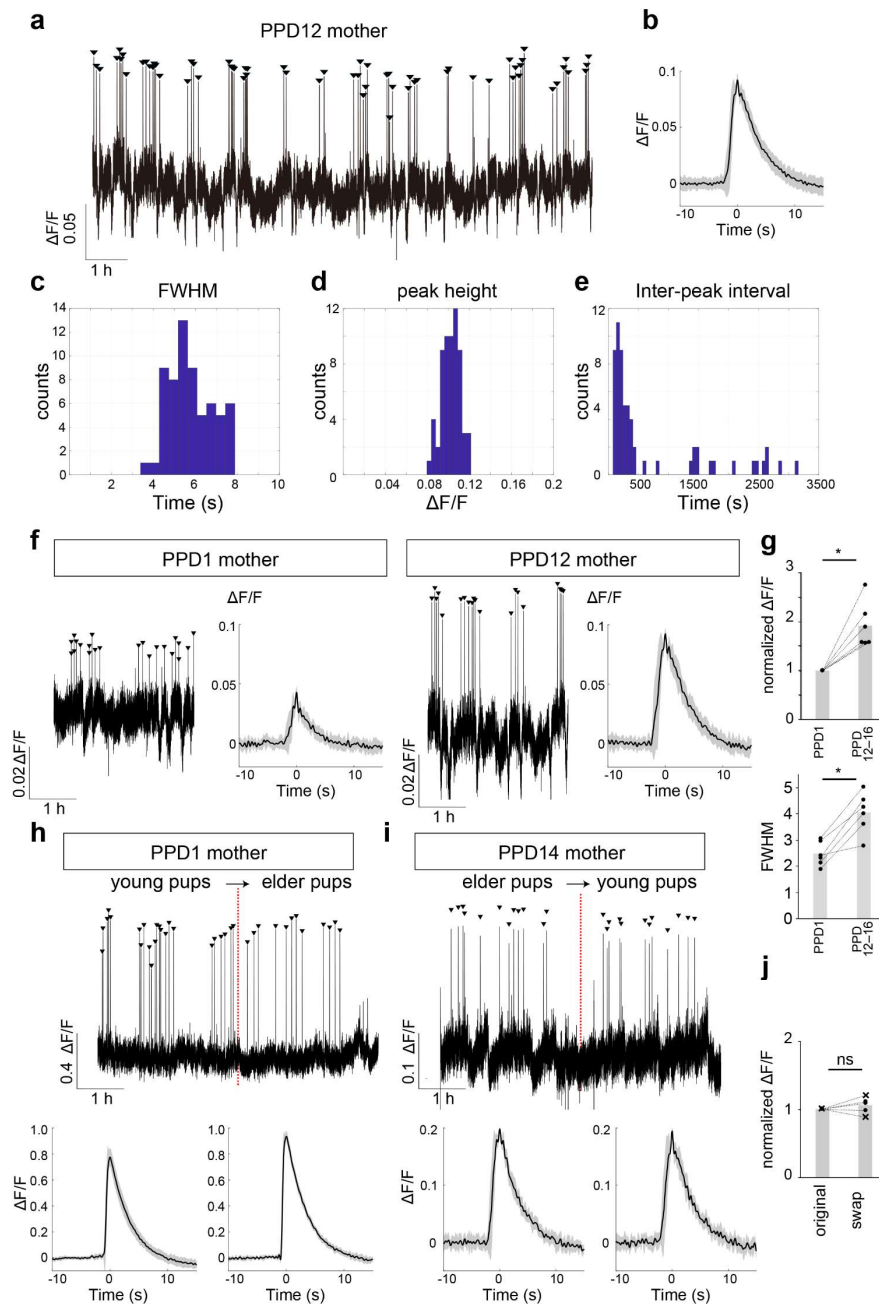 a
PPD12 mother
ΔF/F
0.05
1 h
b
0.1
0.05
0
ΔF/F
-10 0 10
Time (s)
c
FWHM
14
12
10
8
6
4
2
0
counts
2 4 6 8 10
Time (s)
d
peak height
12
8
4
0
counts
0.04 0.08 0.12 0.16 0.2
ΔF/F
e
Inter-peak interval
12
8
4
0
counts
500 1500 2500 3500
Time (s)
f
PPD1 mother
0.02 ΔF/F
1 h
ΔF/F
0.1
0.05
0
-10 0 10
Time (s)
PPD12 mother
0.02 ΔF/F
1 h
ΔF/F
0.1
0.05
0
-10 0 10
Time (s)
g
*
3
2
1
0
normalized ΔF/F
PPD1
PPD
12–16
*
5
4
3
2
1
0
FWHM
PPD1
PPD
12–16
h
PPD1 mother
young pups → elder pups
0.4 ΔF/F
1 h
ΔF/F
1.0
0.8
0.6
0.4
0.2
0
-10 0 10
Time (s)
1.0
0.8
0.6
0.4
0.2
0
-10 0 10
Time (s)
i
PPD14 mother
elder pups → young pups
0.1 ΔF/F
1 h
ΔF/F
0.2
0.1
0
-10 0 10
Time (s)
0.2
0.1
0
-10 0 10
Time (s)
j
ns
2
1
0
normalized ΔF/F
original
swap